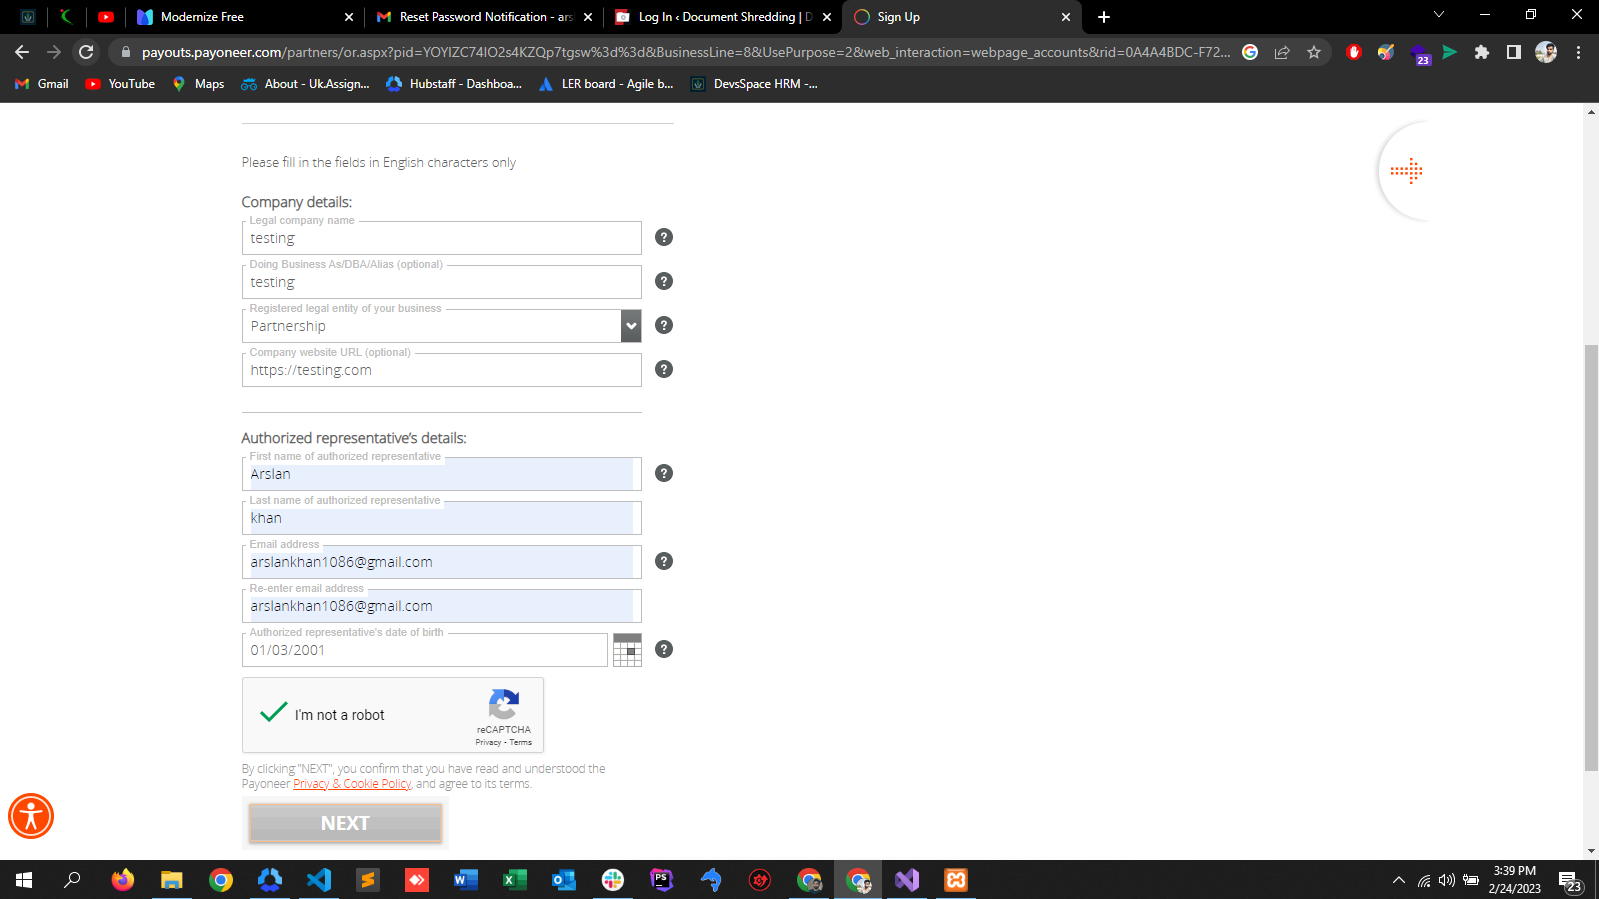 Modernize Free
Reset Password Notification - ars
Log In ‹ Document Shredding | D
Sign Up
payouts.payoneer.com/partners/or.aspx?pid=YOYIZC74IO2s4KZQp7tgsw%3d%3d&BusinessLine=8&UsePurpose=2&web_interaction=webpage_accounts&rid=0A4A4BDC-F72...
23
Gmail
YouTube
Maps
About - Uk.Assign...
Hubstaff - Dashboa...
LER board - Agile b...
DevsSpace HRM -...
Please fill in the fields in English characters only
Company details:
Legal company name
testing
?
Doing Business As/DBA/Alias (optional)
testing
?
Registered legal entity of your business
Partnership
?
Company website URL (optional)
https://testing.com
?
Authorized representative's details:
First name of authorized representative
Arslan
?
Last name of authorized representative
khan
Email address
arslankhan1086@gmail.com
?
Re-enter email address
arslankhan1086@gmail.com
Authorized representative's date of birth
01/03/2001
?
I'm not a robot
reCAPTCHA
Privacy - Terms
By clicking "NEXT", you confirm that you have read and understood the
Payoneer Privacy & Cookie Policy, and agree to its terms.
NEXT
3:39 PM
2/24/2023
23